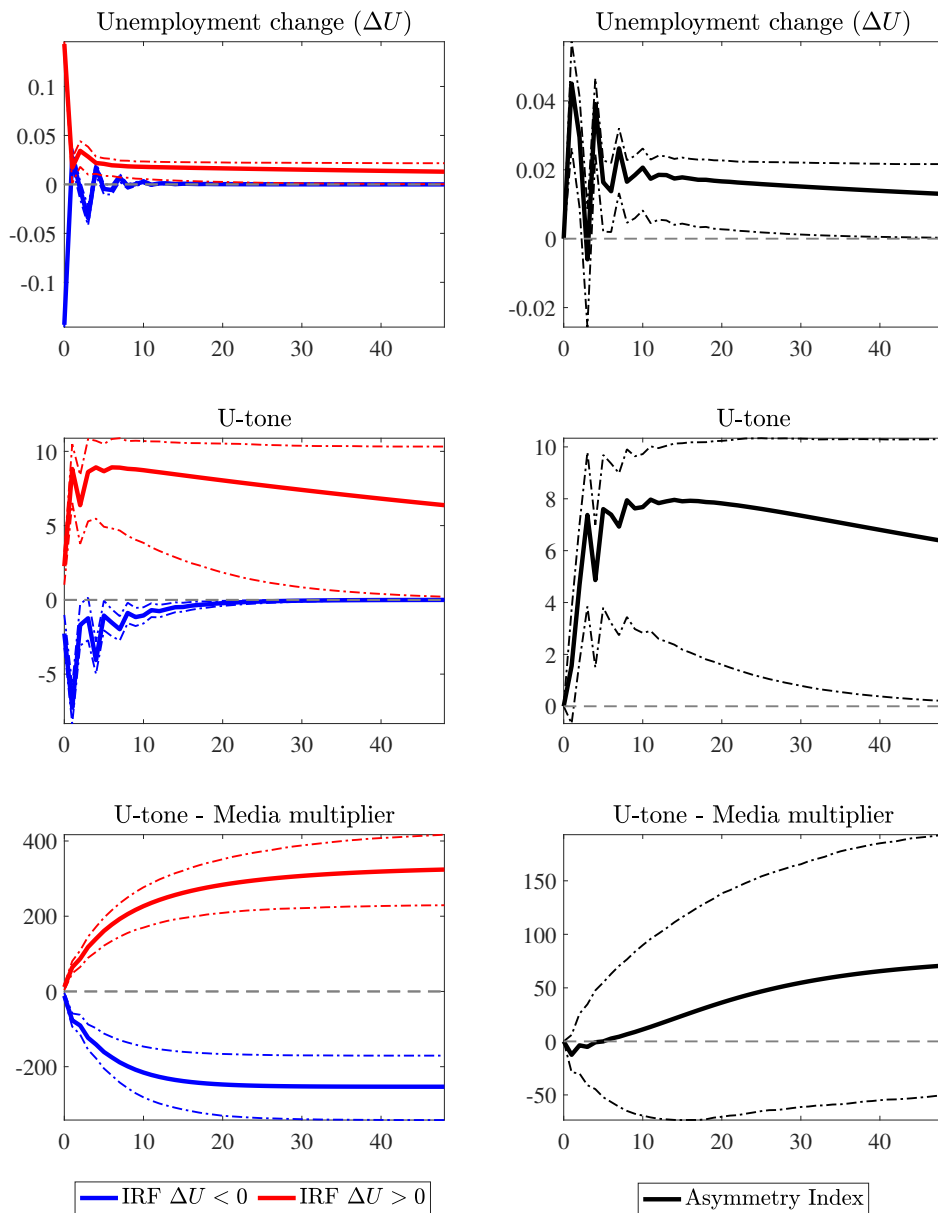 Unemployment change (ΔU)
0.1
0.05
0
-0.05
-0.1
0 10 20 30 40
Unemployment change (ΔU)
0.04
0.02
0
-0.02
0 10 20 30 40
U-tone
10
5
0
-5
0 10 20 30 40
U-tone
10
8
6
4
2
0
0 10 20 30 40
U-tone - Media multiplier
400
200
0
-200
0 10 20 30 40
U-tone - Media multiplier
150
100
50
0
-50
0 10 20 30 40
IRF ΔU < 0 IRF ΔU > 0
Asymmetry Index